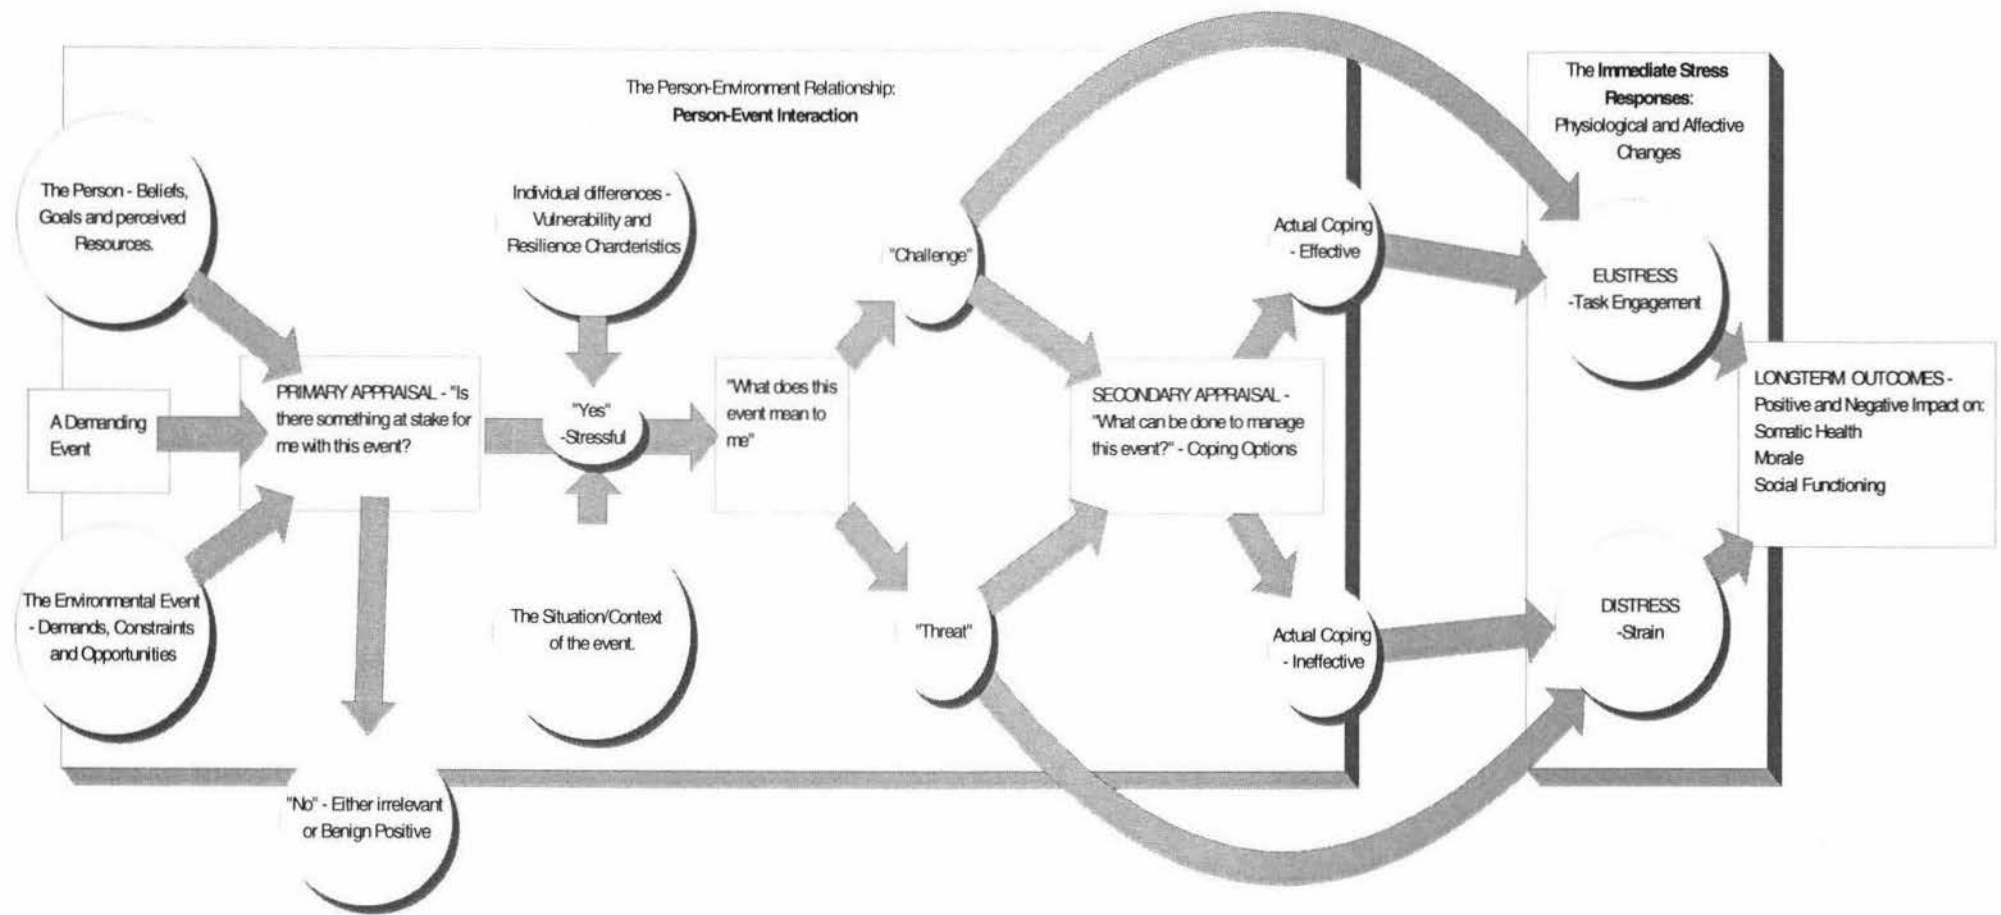 The Person-Environment Relationship:
Person-Event Interaction
The Immediate Stress
Responses:
Physiological and Affective
Changes
The Person - Beliefs,
Goals and perceived
Resources.
Individual differences -
Vulnerability and
Resilience Charcteristics
"Challenge"
Actual Coping
- Effective
EUSTRESS
-Task Engagement
A Demanding
Event
PRIMARY APPRAISAL - "Is
there something at stake for
me with this event?
"Yes"
-Stressful
"What does this
event mean to
me"
SECONDARY APPRAISAL -
"What can be done to manage
this event?" - Coping Options
LONGTERM OUTCOMES -
Positive and Negative Impact on:
Somatic Health
Morale
Social Functioning
The Environmental Event
- Demands, Constraints
and Opportunities
The Situation/Context
of the event.
"Threat"
Actual Coping
- Ineffective
DISTRESS
-Strain
"No" - Either irrelevant
or Benign Positive